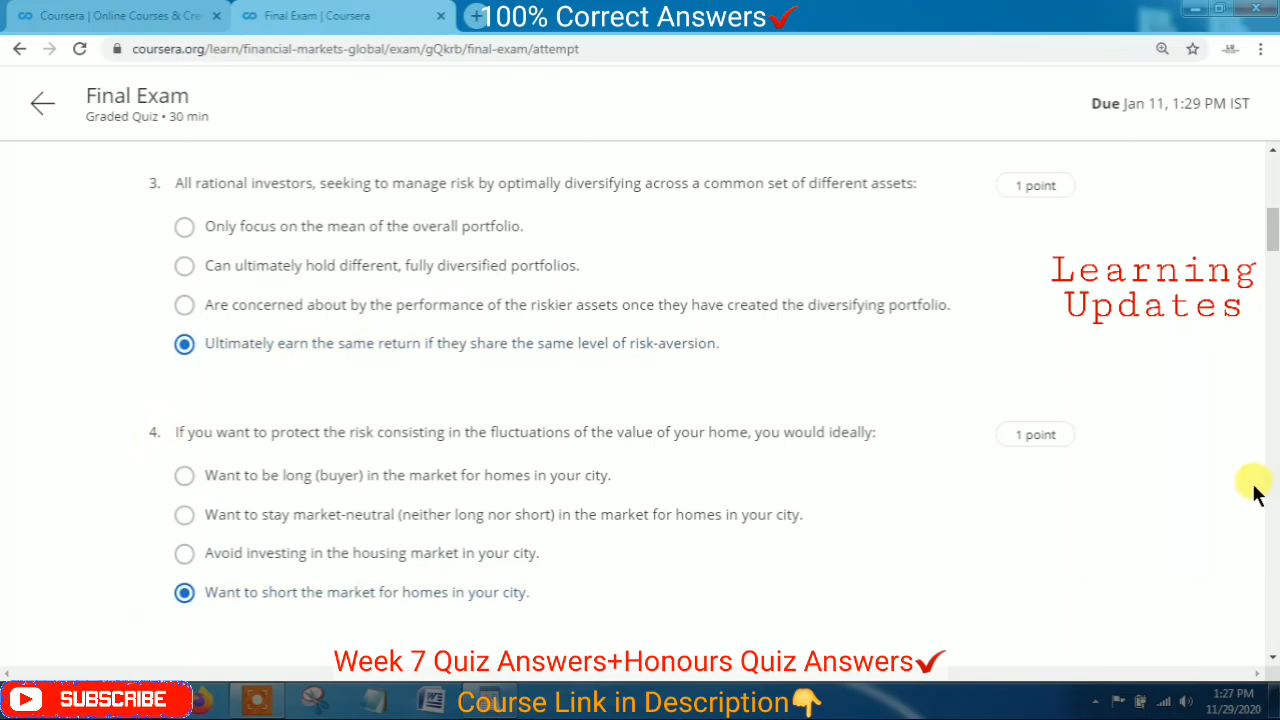 Coursera | Online Courses & Cre
Final Exam | Coursera
100% Correct Answers
coursera.org/learn/financial-markets-global/exam/gQkrb/final-exam/attempt
Final Exam
Graded Quiz • 30 min
Due Jan 11, 1:29 PM IST
3. All rational investors, seeking to manage risk by optimally diversifying across a common set of different assets:
1 point
Only focus on the mean of the overall portfolio.
Can ultimately hold different, fully diversified portfolios.
Are concerned about by the performance of the riskier assets once they have created the diversifying portfolio.
Ultimately earn the same return if they share the same level of risk-aversion.
Learning
Updates
4. If you want to protect the risk consisting in the fluctuations of the value of your home, you would ideally:
1 point
Want to be long (buyer) in the market for homes in your city.
Want to stay market-neutral (neither long nor short) in the market for homes in your city.
Avoid investing in the housing market in your city.
Want to short the market for homes in your city.
Week 7 Quiz Answers+Honours Quiz Answers
SUBSCRIBE
Course Link in Description
1:27 PM
11/29/2020